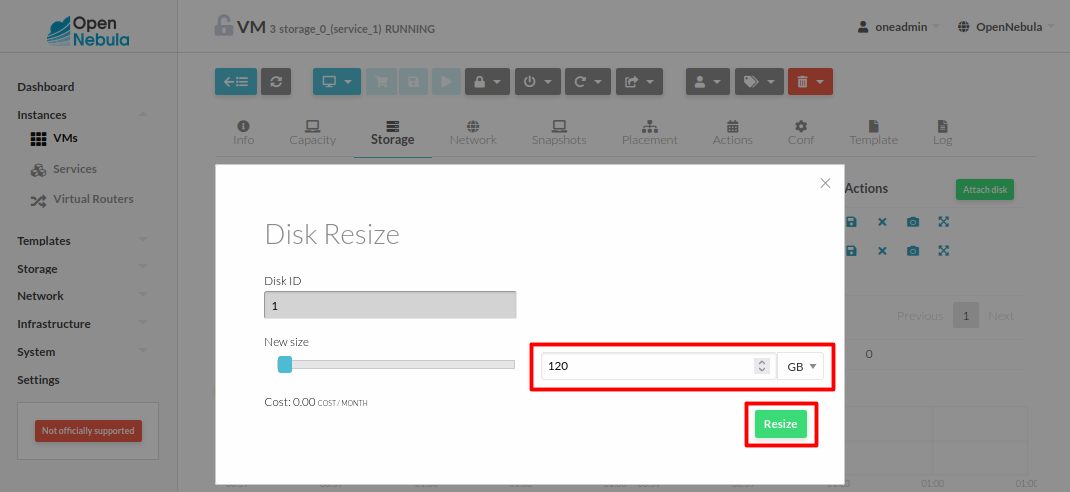 Open
Nebula
VM 3 storage_0_(service_1) RUNNING
oneadmin
OpenNebula
Dashboard
Instances
VMs
Services
Virtual Routers
Templates
Storage
Network
Infrastructure
System
Settings
Not officially supported
Info
Capacity
Storage
Network
Snapshots
Placement
Actions
Conf
Template
Log
Actions
Attach disk
Previous 1 Next
0
Disk Resize
Disk ID
1
New size
120
GB
Cost: 0.00 COST / MONTH
Resize
01:00
01:00